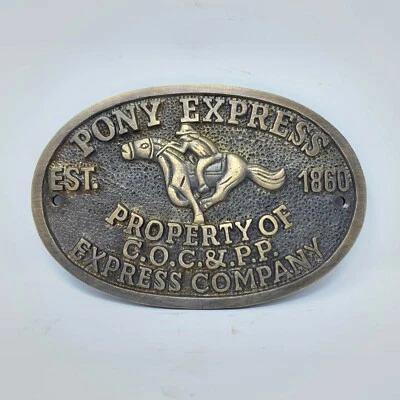 PONY EXPRESS
EST. 1860
PROPERTY OF
C.O.C.&.P.P.
EXPRESS COMPANY